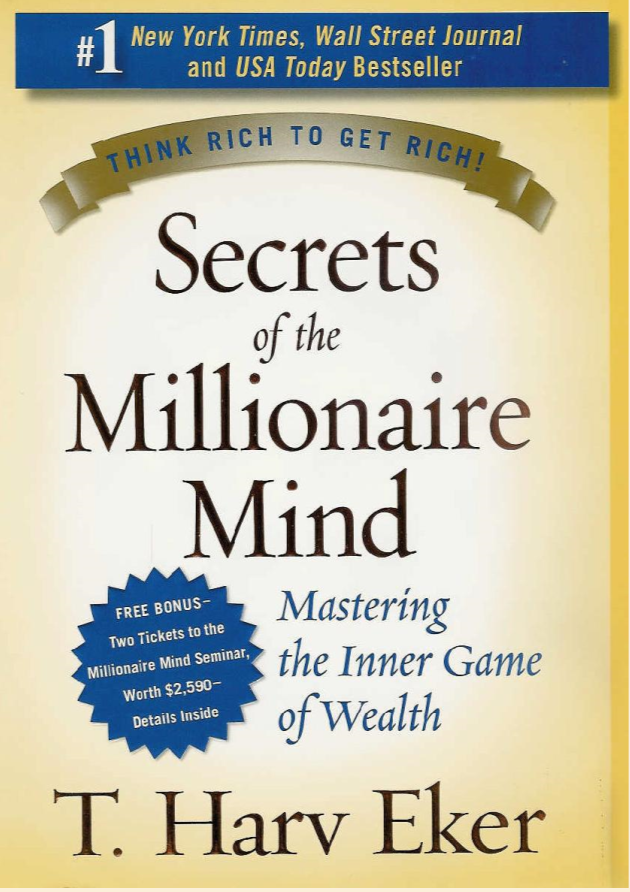 #1 New York Times, Wall Street Journal
and USA Today Bestseller
THINK RICH TO GET RICH!
Secrets
of the
Millionaire
Mind
Mastering
the Inner Game
of Wealth
FREE BONUS–
Two Tickets to the
Millionaire Mind Seminar,
Worth $2,590–
Details Inside
T. Harv Eker